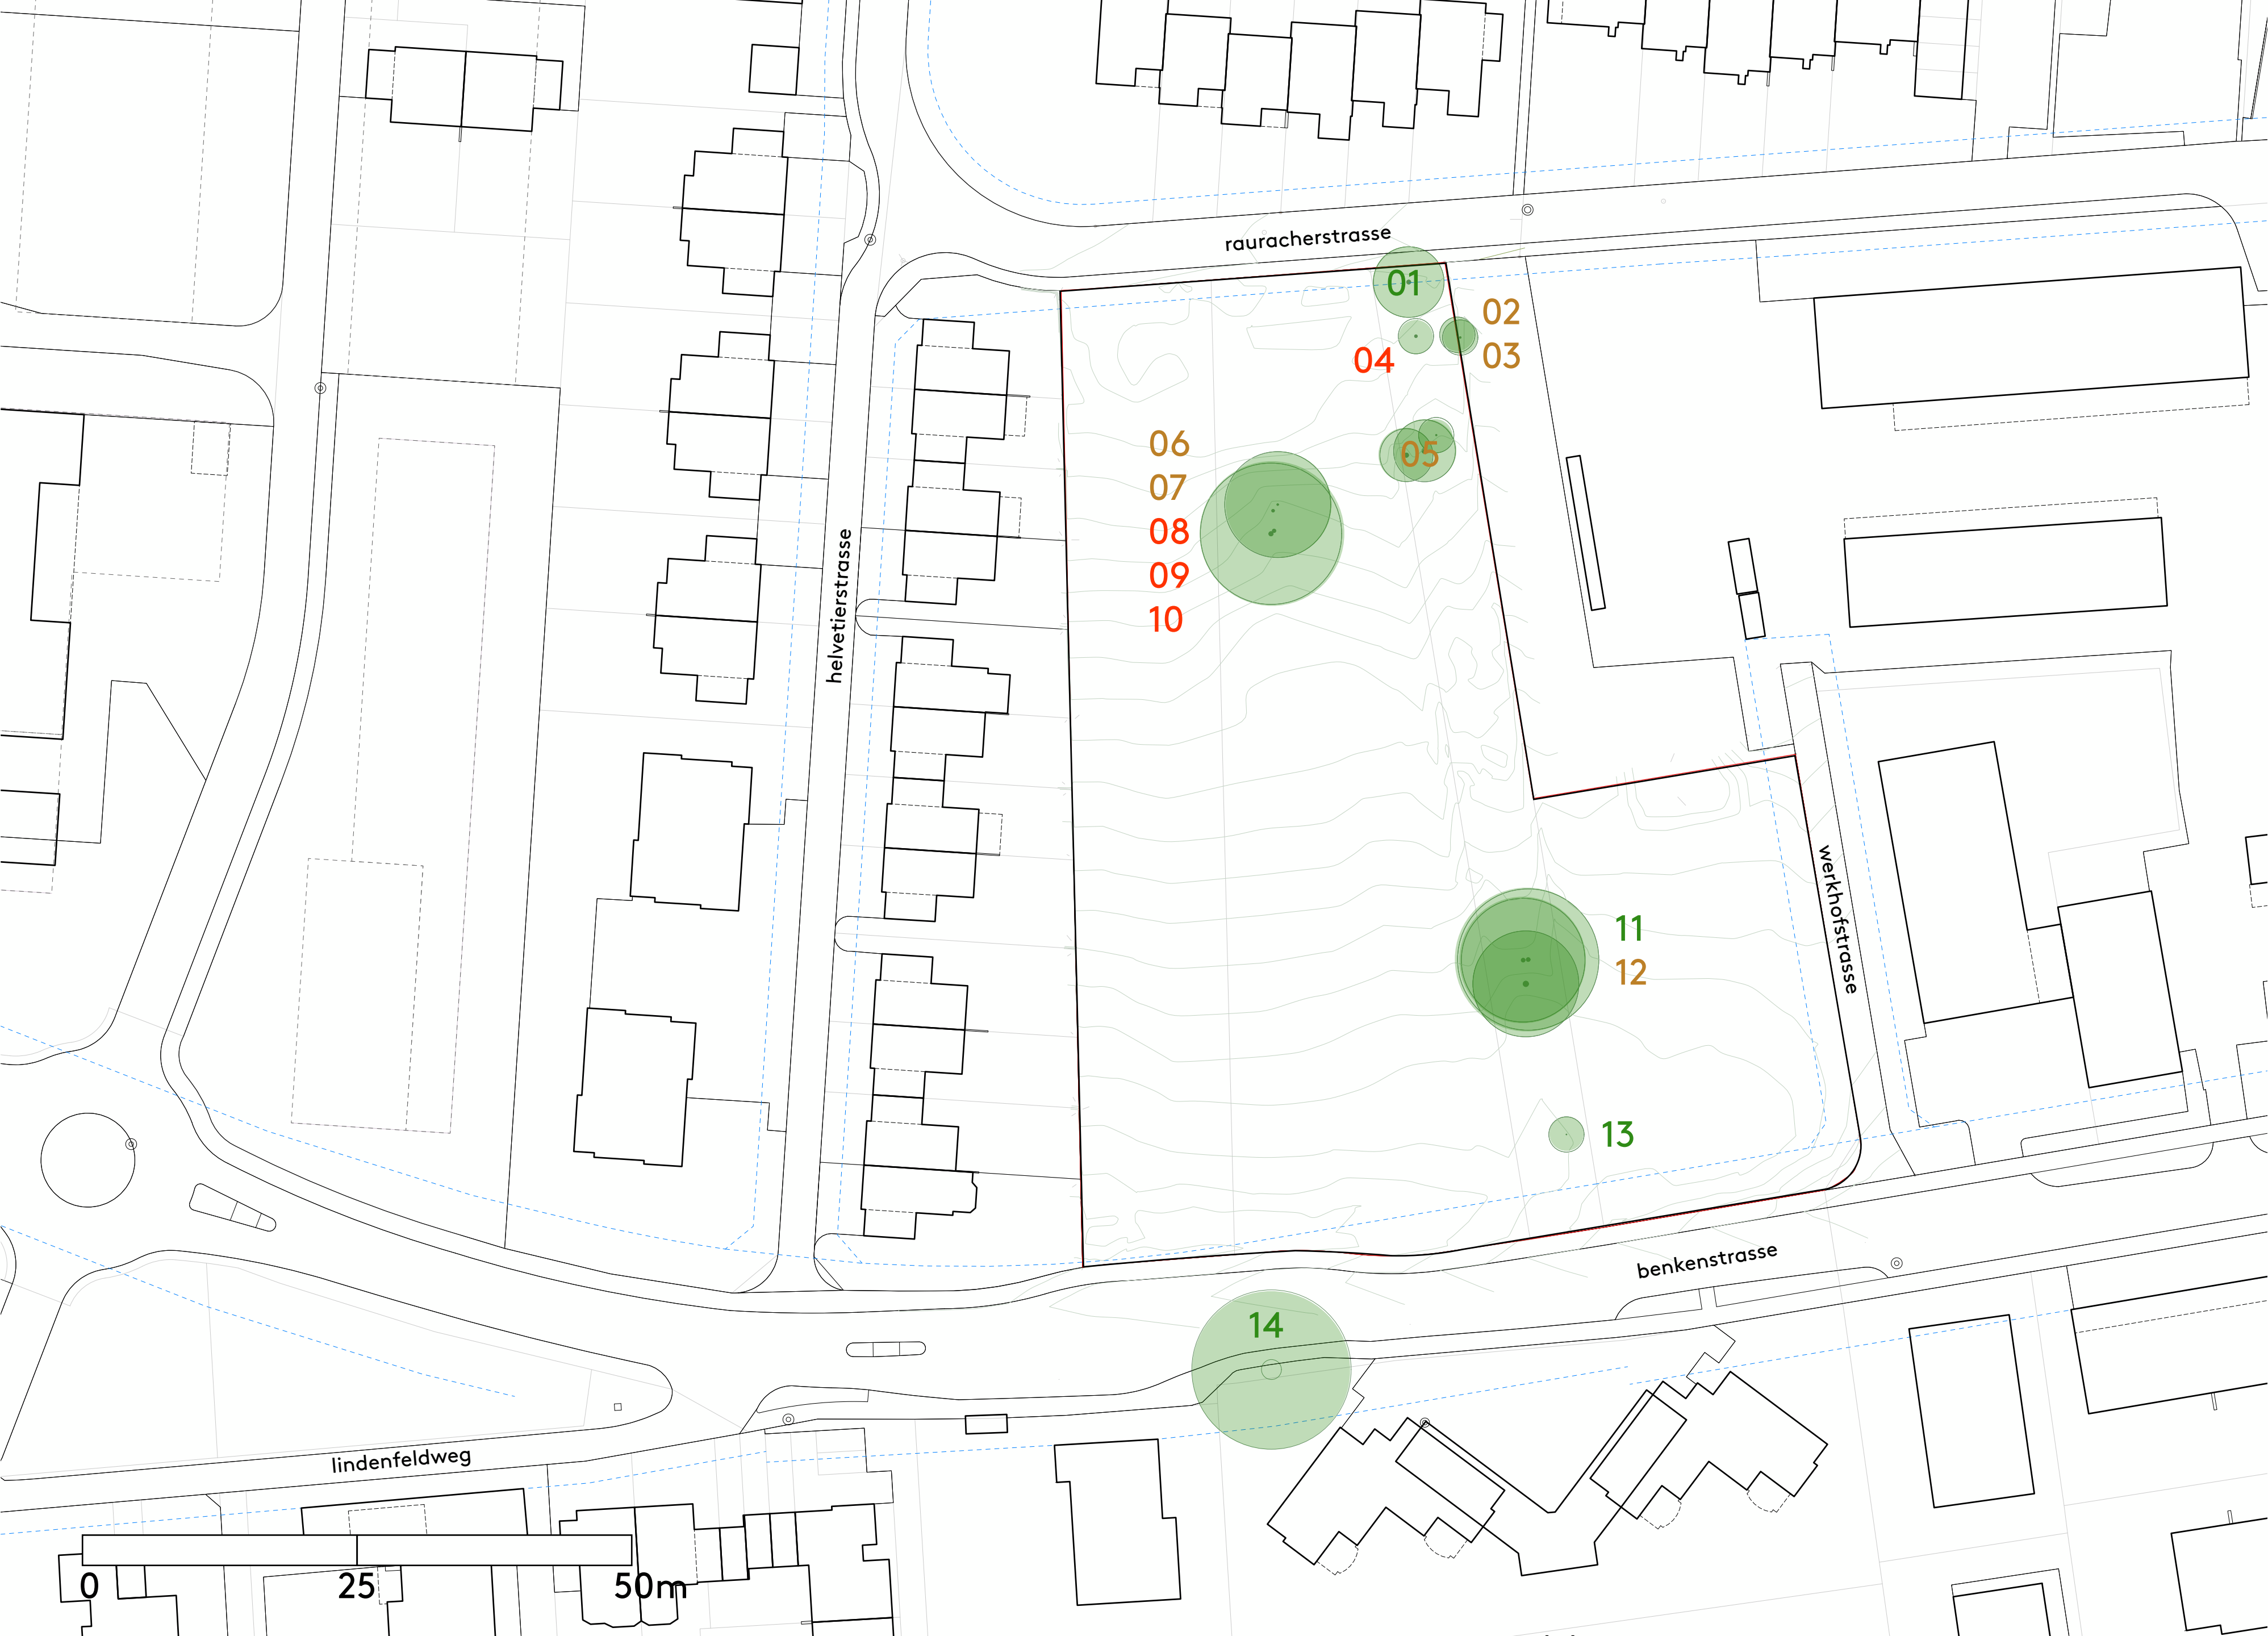 rauracherstrasse
01
02
03
04
05
06
07
08
09
10
helvetierstrasse
11
12
werkhofstrasse
13
benkenstrasse
14
lindenfeldweg
0 25 50m